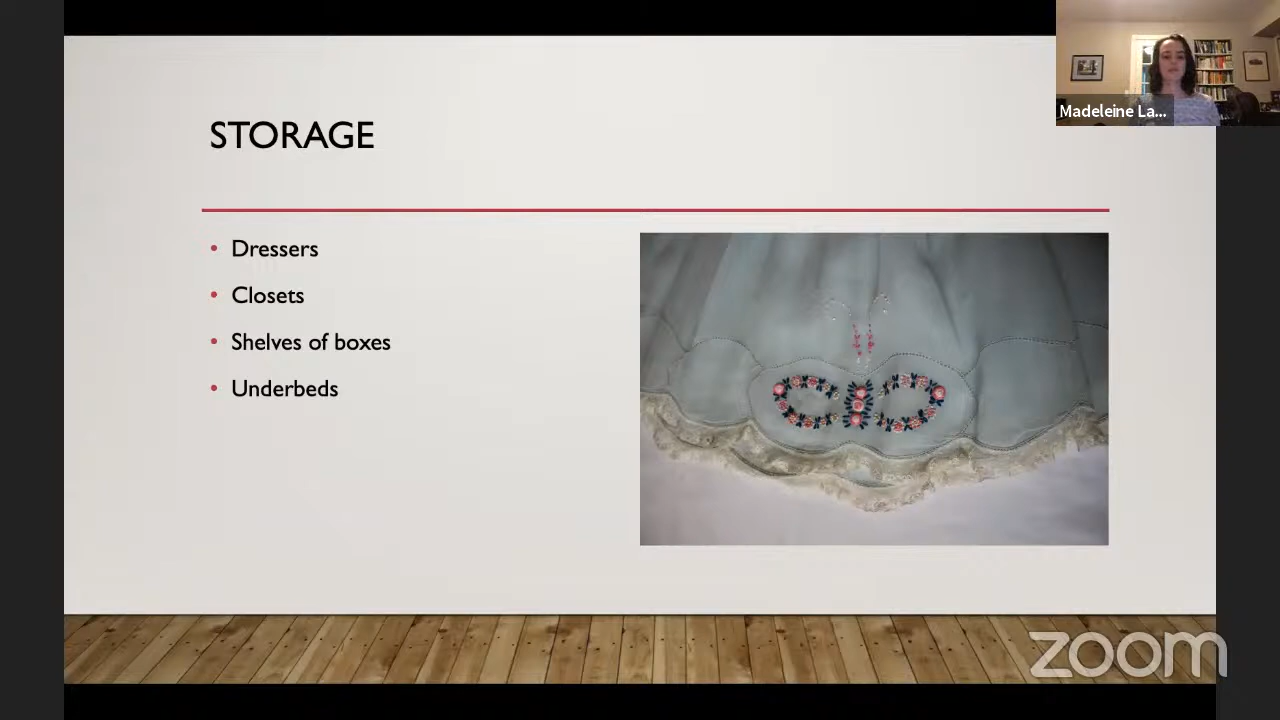 Madeleine La...
STORAGE
• Dressers
• Closets
• Shelves of boxes
• Underbeds
zoom